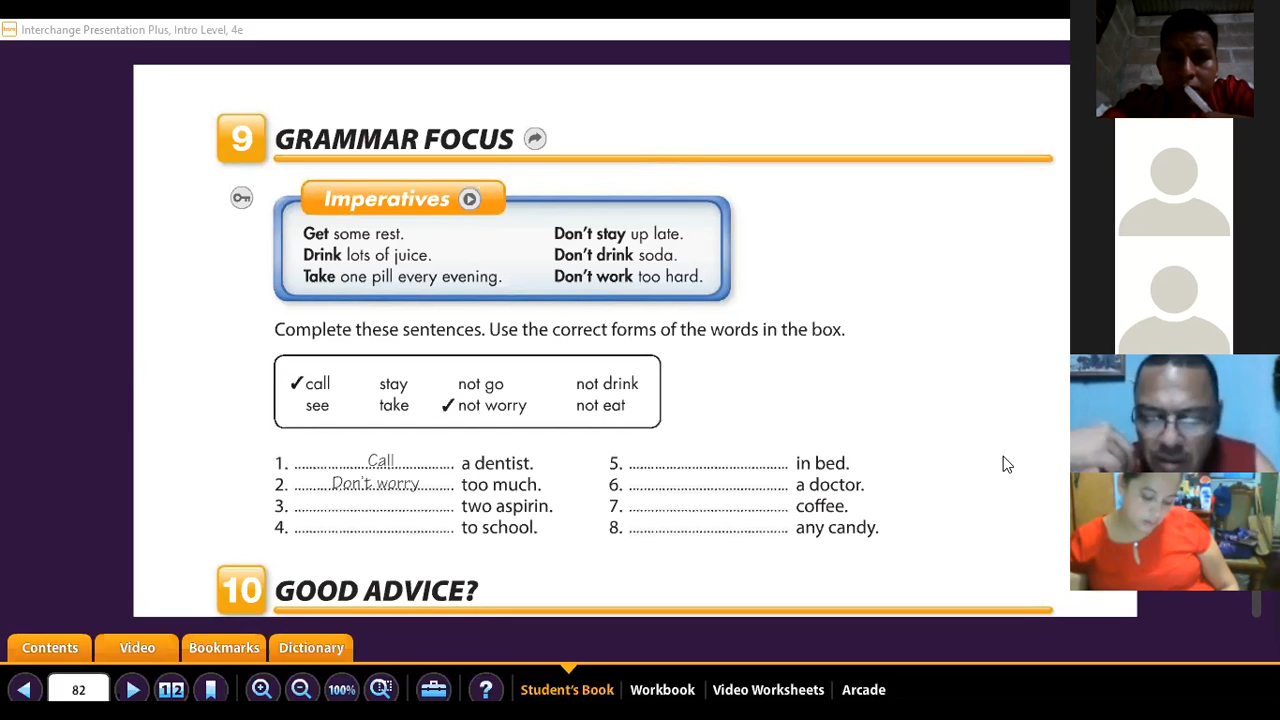 Interchange Presentation Plus, Intro Level, 4e
9 GRAMMAR FOCUS
Imperatives
Get some rest. Don't stay up late.
Drink lots of juice. Don't drink soda.
Take one pill every evening. Don't work too hard.
Complete these sentences. Use the correct forms of the words in the box.
✓call stay not go not drink
see take ✓not worry not eat
1. Call a dentist. 5. in bed.
2. Don't worry too much. 6. a doctor.
3. two aspirin. 7. coffee.
4. to school. 8. any candy.
10 GOOD ADVICE?
Contents Video Bookmarks Dictionary
82 1 2 100% ? Student's Book Workbook Video Worksheets Arcade